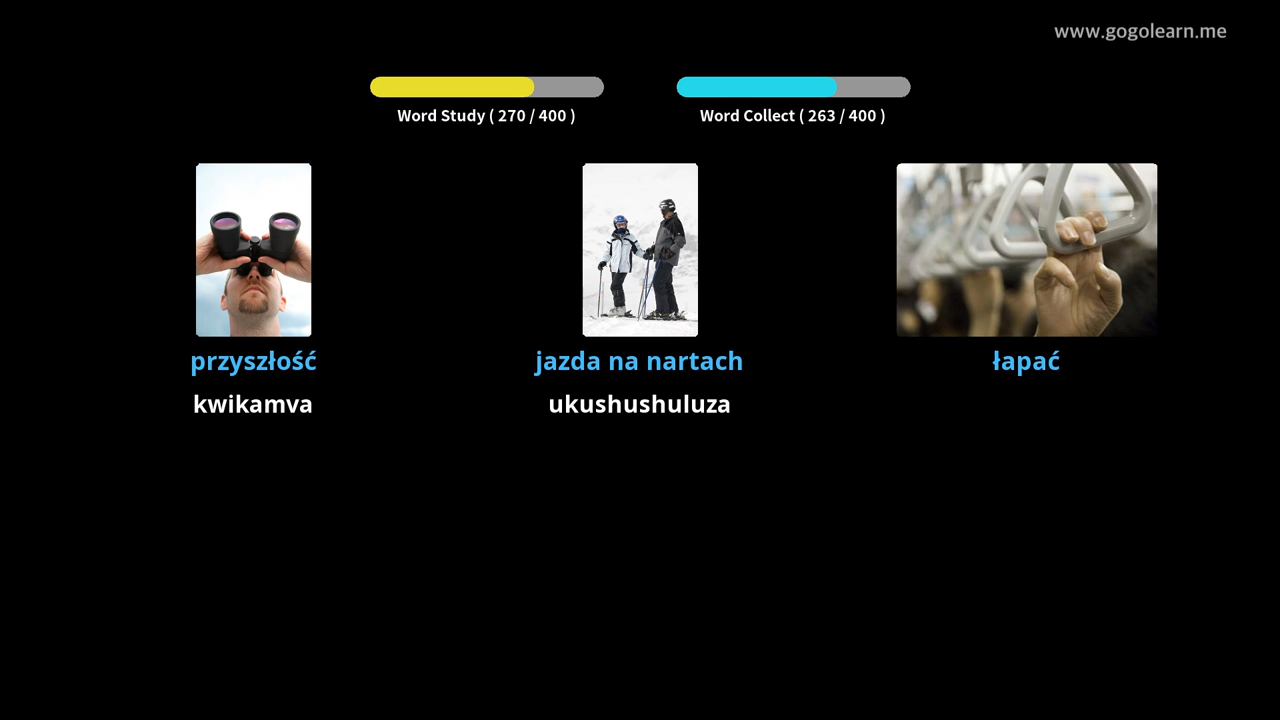 www.gogolearn.me
Word Study ( 270 / 400 )
Word Collect ( 263 / 400 )
przyszłość
jazda na nartach
łapać
kwikamva
ukushushuluza